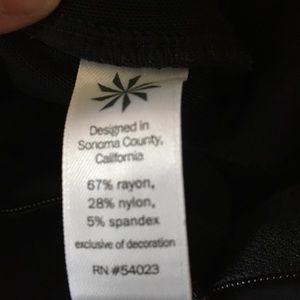 Designed in
Sonoma County,
California
67% rayon,
28% nylon,
5% spandex
exclusive of decoration
RN #54023